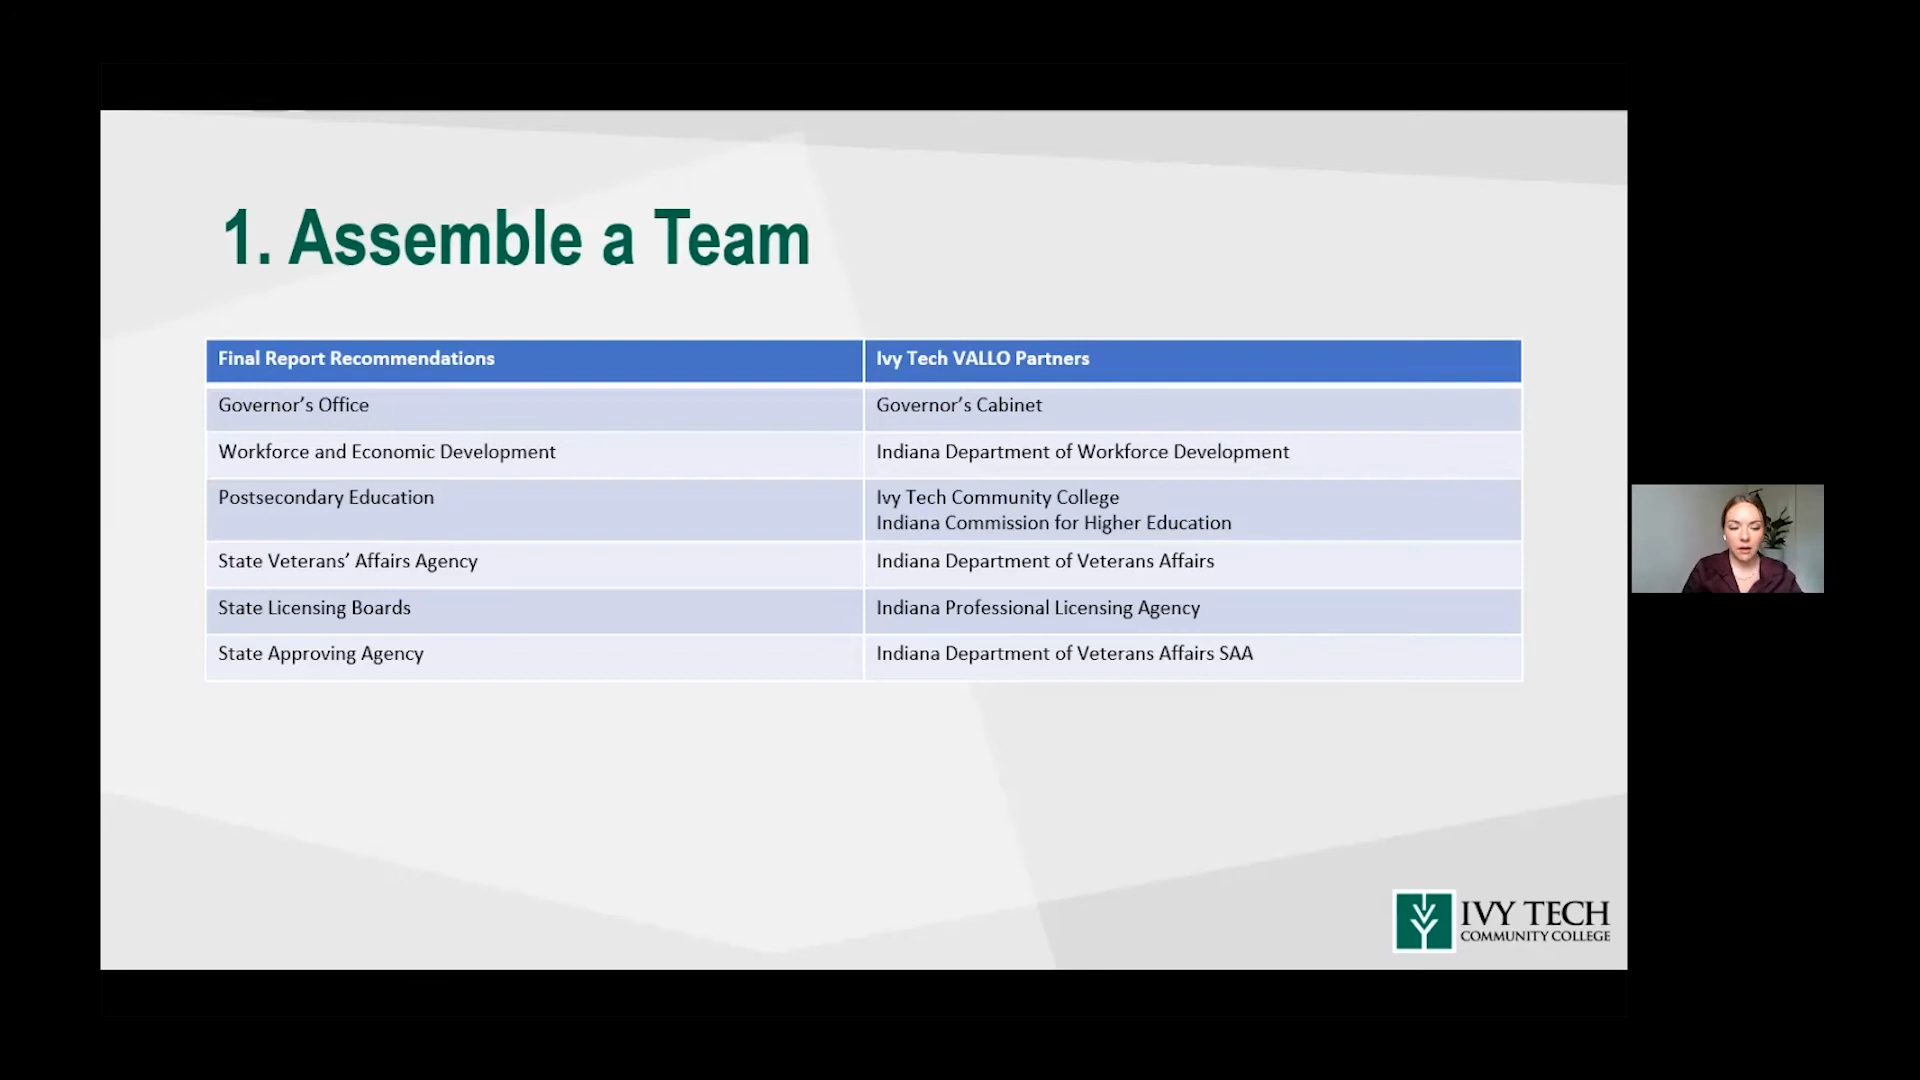 1. Assemble a Team
Final Report Recommendations
Ivy Tech VALLO Partners
Governor’s Office
Governor’s Cabinet
Workforce and Economic Development
Indiana Department of Workforce Development
Postsecondary Education
Ivy Tech Community College
Indiana Commission for Higher Education
State Veterans’ Affairs Agency
Indiana Department of Veterans Affairs
State Licensing Boards
Indiana Professional Licensing Agency
State Approving Agency
Indiana Department of Veterans Affairs SAA
IVY TECH
COMMUNITY COLLEGE